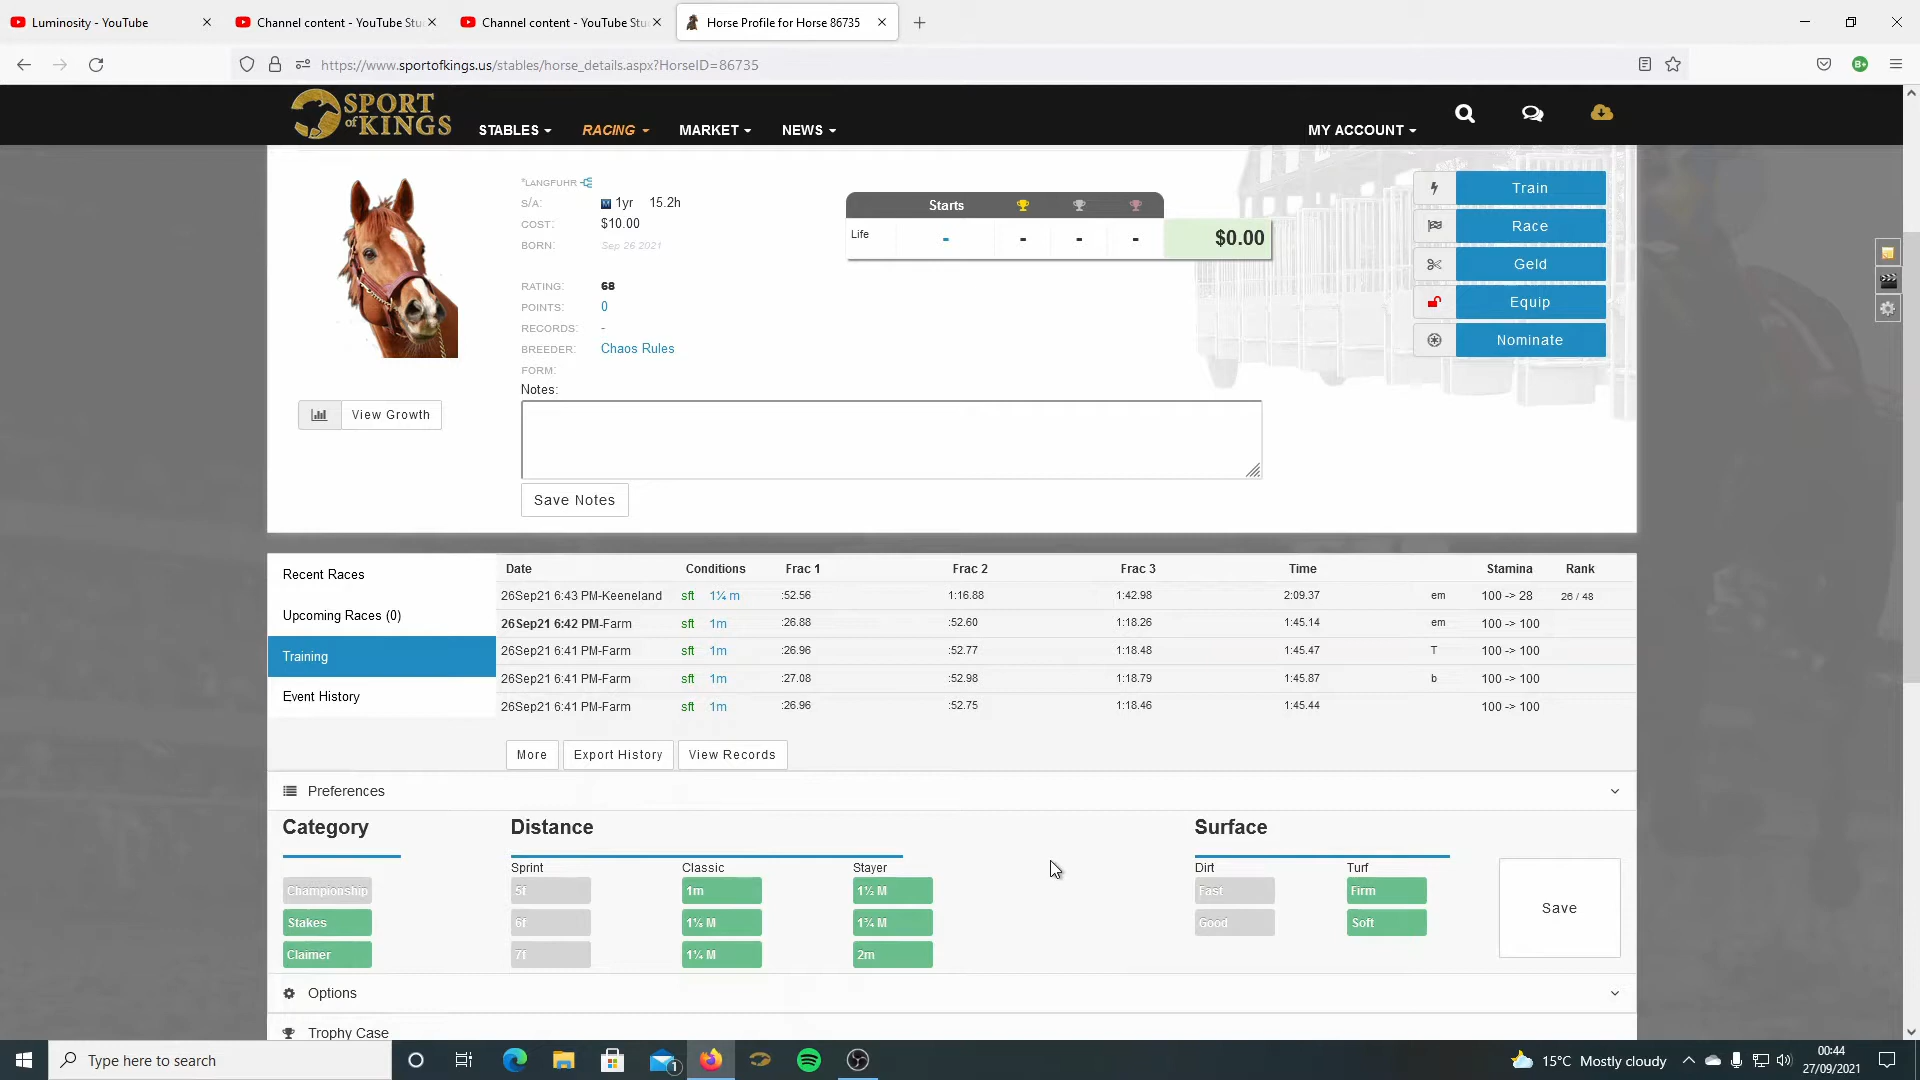 Luminosity - YouTube
Channel content - YouTube Stu
Channel content - YouTube Stu
Horse Profile for Horse 86735
https://www.sportofkings.us/stables/horse_details.aspx?HorseID=86735
SPORT of KINGS
STABLES
RACING
MARKET
NEWS
MY ACCOUNT
*LANGFUHR
S/A: 1yr 15.2h
COST: $10.00
BORN: Sep 26 2021
RATING: 68
POINTS: 0
RECORDS: -
BREEDER: Chaos Rules
FORM:
Notes:
Save Notes
View Growth
Starts
Life - - - - $0.00
Train
Race
Geld
Equip
Nominate
Recent Races
Upcoming Races (0)
Training
Event History
Date Conditions Frac 1 Frac 2 Frac 3 Time Stamina Rank
26Sep21 6:43 PM-Keeneland sft 1¼ m :52.56 1:16.88 1:42.98 2:09.37 em 100 -> 28 26 / 48
26Sep21 6:42 PM-Farm sft 1m :26.88 :52.60 1:18.26 1:45.14 em 100 -> 100
26Sep21 6:41 PM-Farm sft 1m :26.96 :52.77 1:18.48 1:45.47 T 100 -> 100
26Sep21 6:41 PM-Farm sft 1m :27.08 :52.98 1:18.79 1:45.87 b 100 -> 100
26Sep21 6:41 PM-Farm sft 1m :26.96 :52.75 1:18.46 1:45.44 100 -> 100
More
Export History
View Records
Preferences
Category
Championship
Stakes
Claimer
Distance
Sprint Classic Stayer
5f 1m 1½ M
6f 1⅛ M 1¾ M
7f 1¼ M 2m
Surface
Dirt Turf
Fast Firm
Good Soft
Save
Options
Trophy Case
Type here to search
1
15°C Mostly cloudy
00:44
27/09/2021